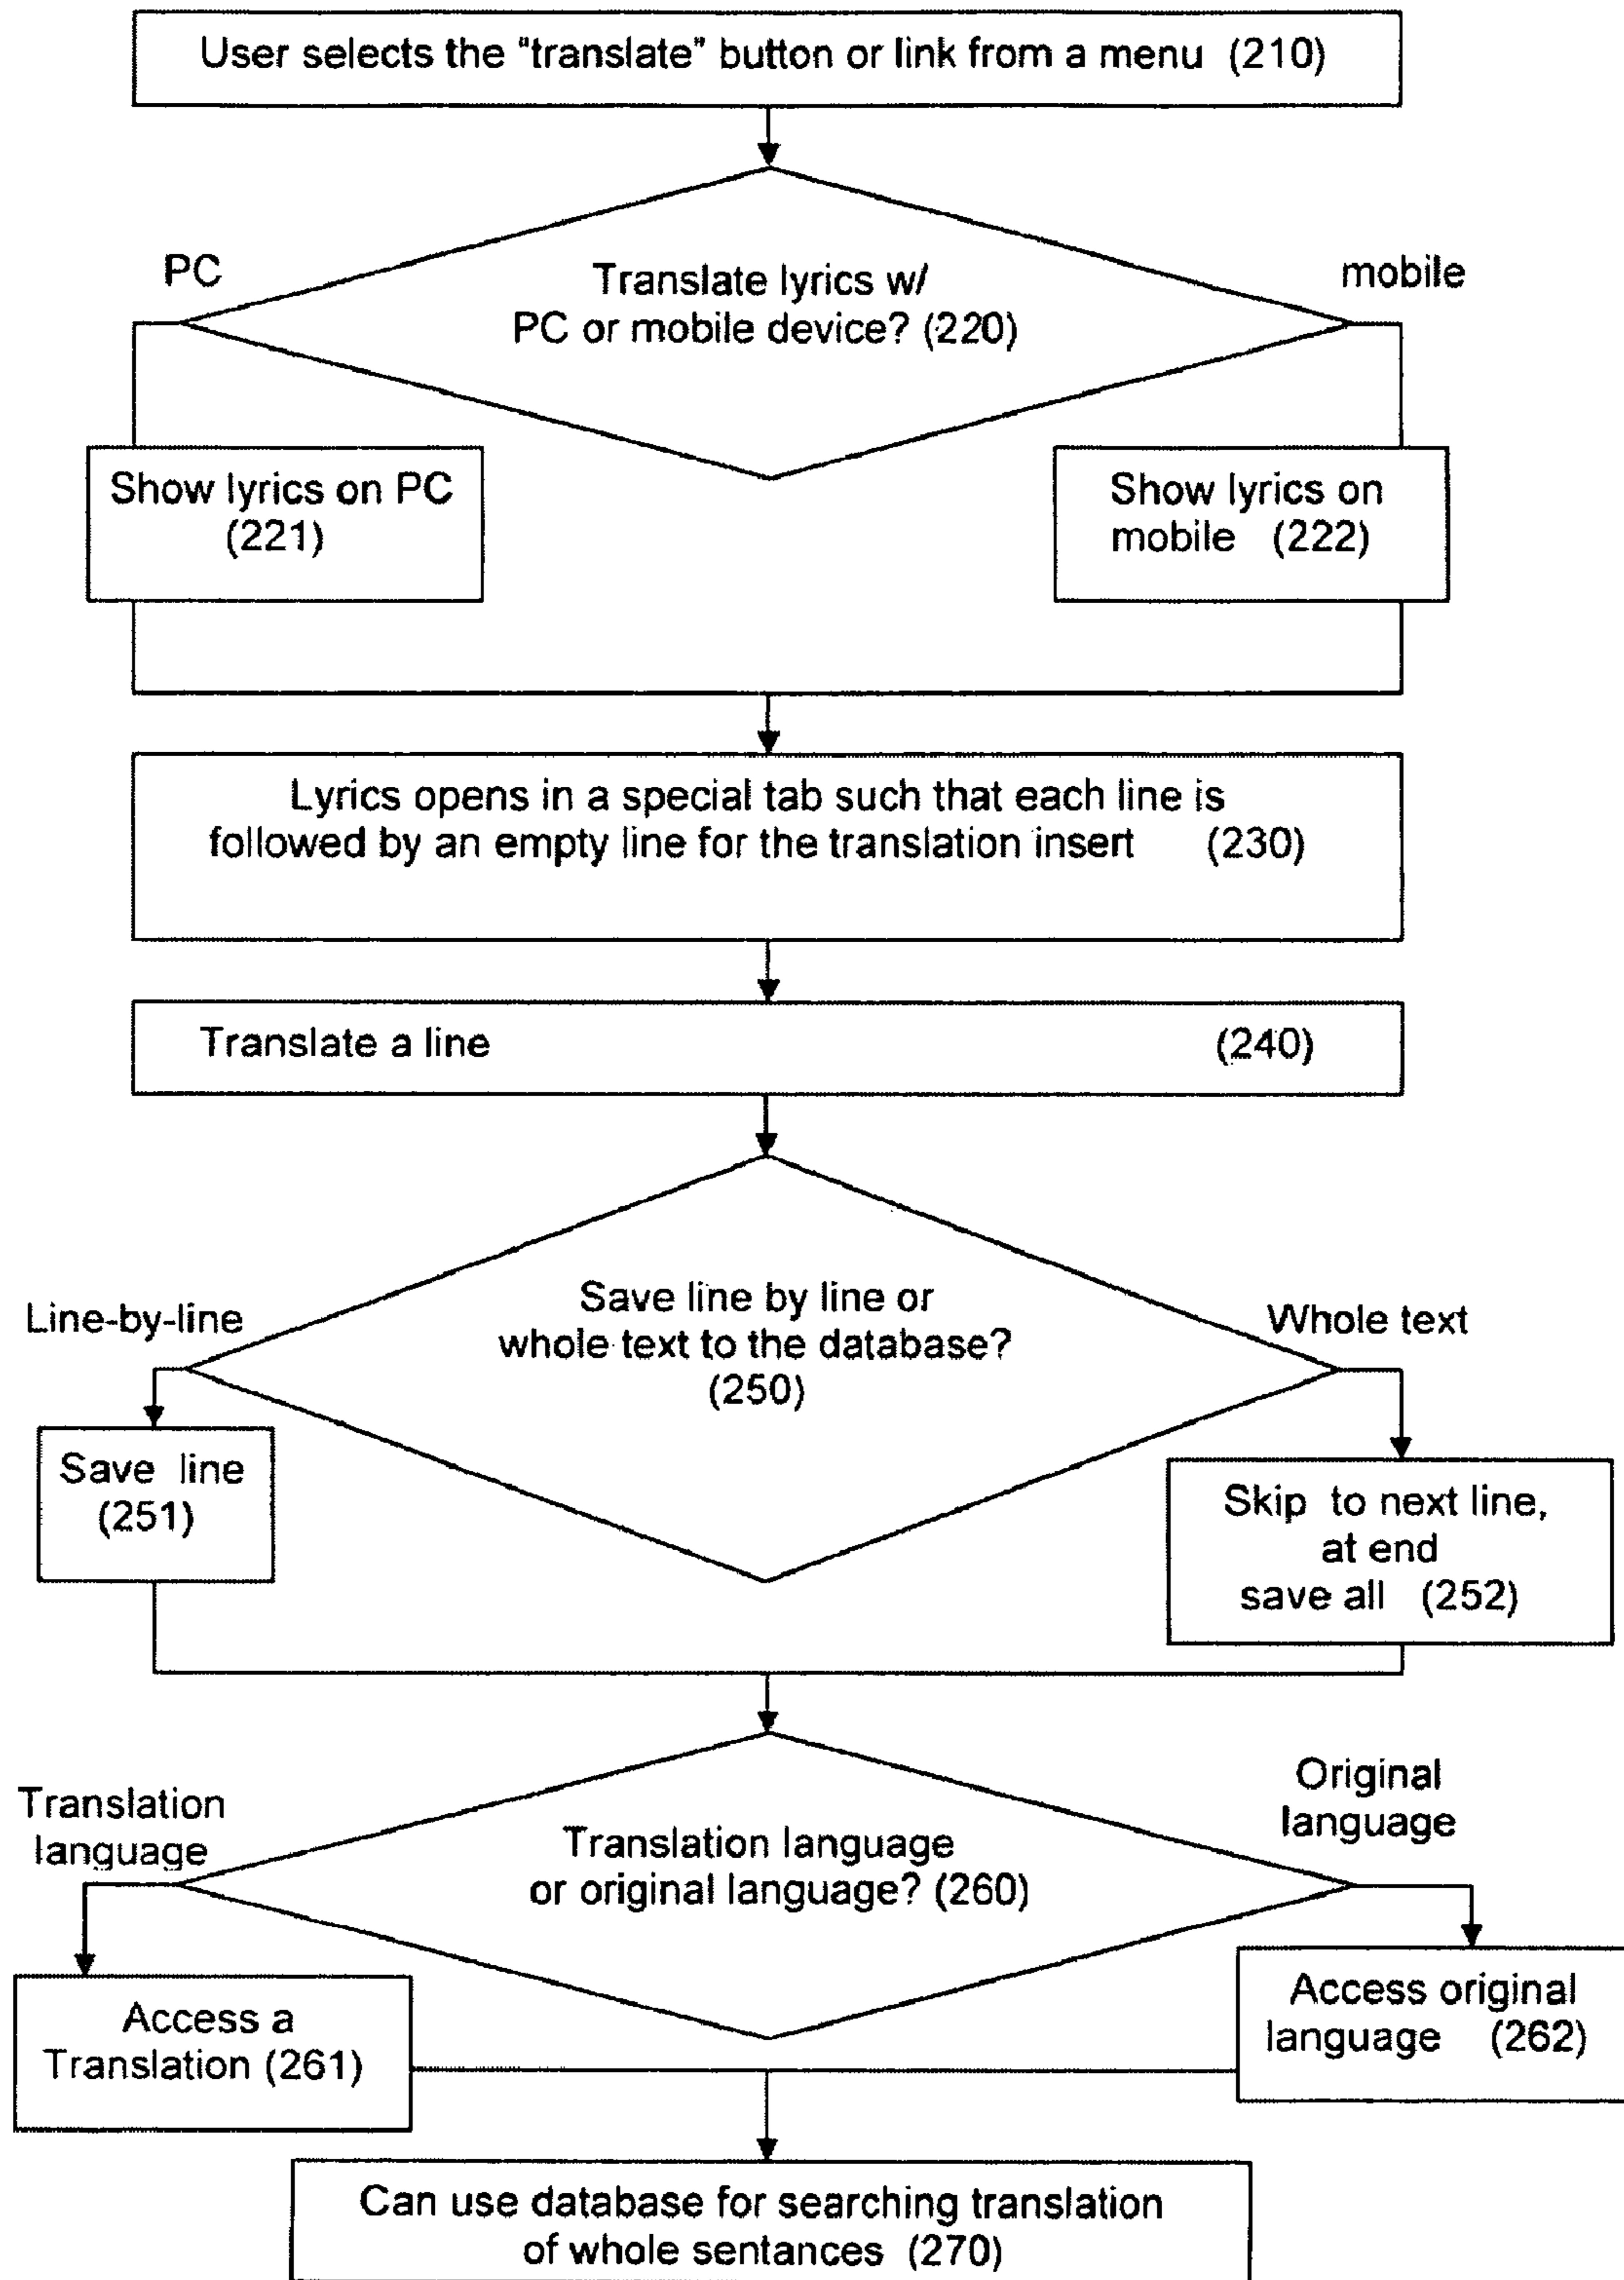 User selects the "translate" button or link from a menu (210)
PC
mobile
Translate lyrics w/
PC or mobile device? (220)
Show lyrics on PC
(221)
Show lyrics on
mobile (222)
Lyrics opens in a special tab such that each line is
followed by an empty line for the translation insert (230)
Translate a line (240)
Line-by-line
Whole text
Save line by line or
whole text to the database?
(250)
Save line
(251)
Skip to next line,
at end
save all (252)
Translation
language
Original
language
Translation language
or original language? (260)
Access a
Translation (261)
Access original
language (262)
Can use database for searching translation
of whole sentances (270)